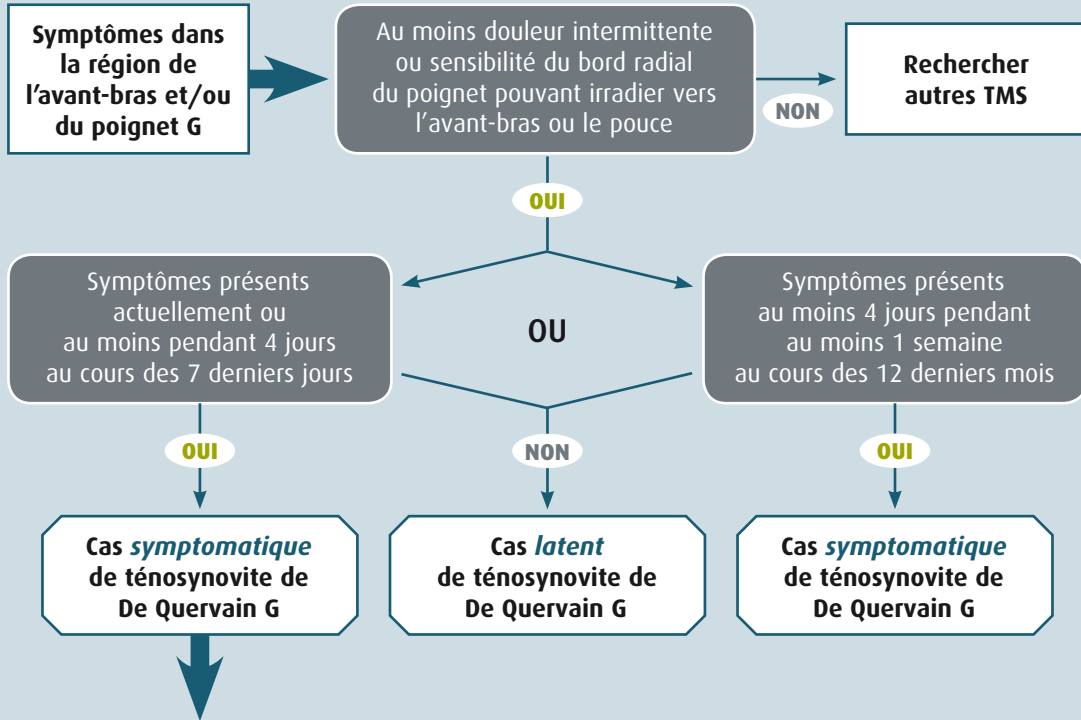 Symptômes dans
la région de
l'avant-bras et/ou
du poignet G
Au moins douleur intermittente
ou sensibilité du bord radial
du poignet pouvant irradier vers
l'avant-bras ou le pouce
NON
Rechercher
autres TMS
OUI
Symptômes présents
actuellement ou
au moins pendant 4 jours
au cours des 7 derniers jours
OU
Symptômes présents
au moins 4 jours pendant
au moins 1 semaine
au cours des 12 derniers mois
OUI
NON
OUI
Cas symptomatique
de ténosynovite de
De Quervain G
Cas latent
de ténosynovite de
De Quervain G
Cas symptomatique
de ténosynovite de
De Quervain G